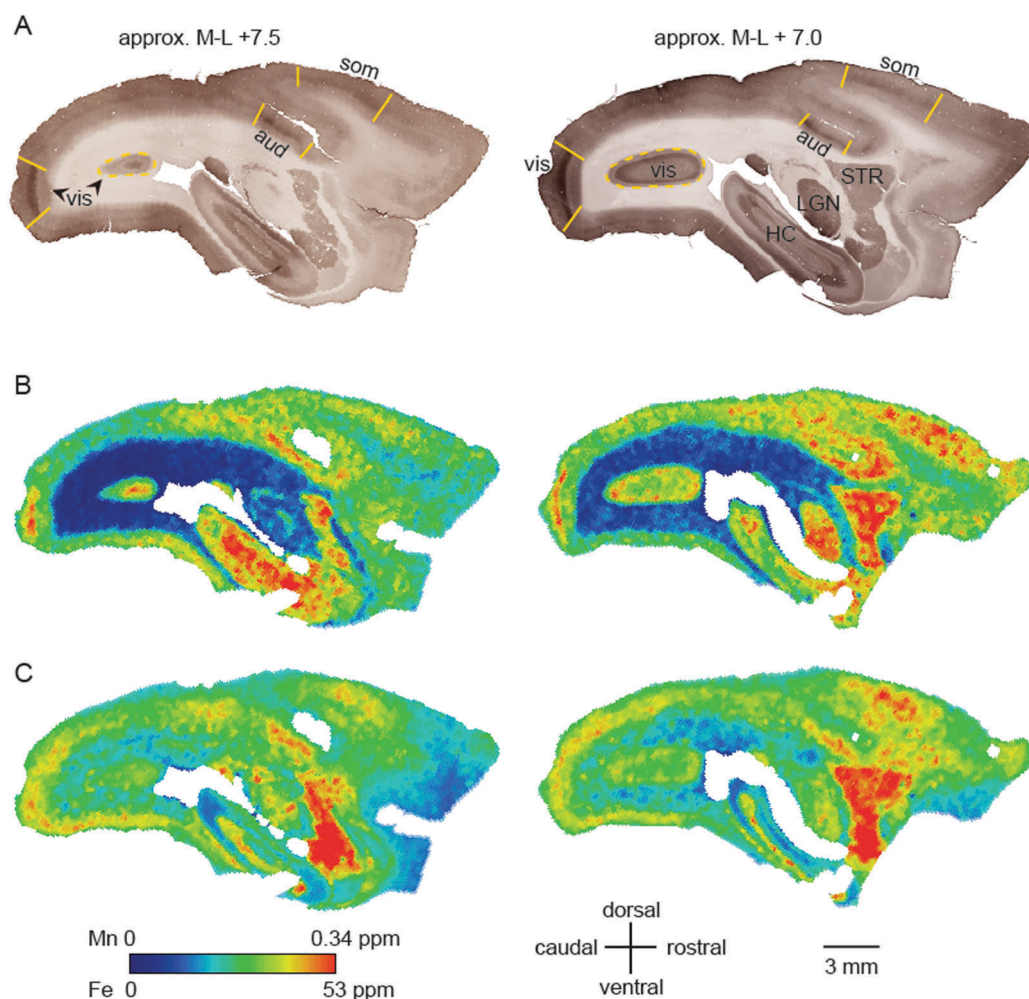 A
approx. M-L +7.5
approx. M-L + 7.0
som
som
aud
aud
vis
vis
vis
STR
LGN
HC
B
C
Mn 0 0.34 ppm
Fe 0 53 ppm
dorsal
caudal rostral
ventral
3 mm